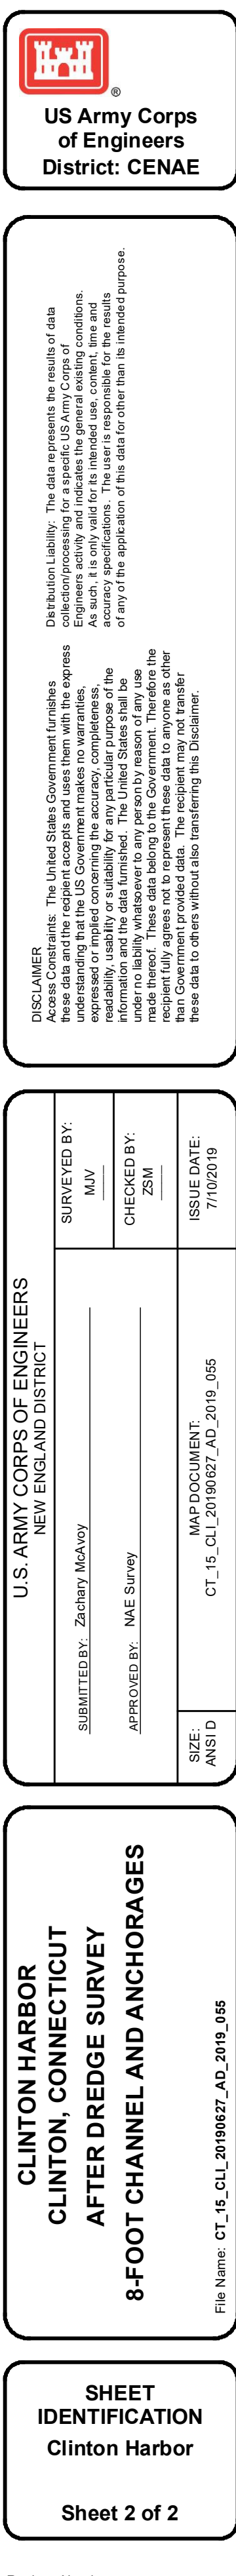 US Army Corps
of Engineers
District: CENAE
®
DISCLAIMER
Access Constraints: The United States Government furnishes
these data and the recipient accepts and uses them with the express
understanding that the US Government makes no warranties,
expressed or implied concerning the accuracy, completeness,
readability, usability or suitability for any particular purpose of the
information and the data furnished. The United States shall be
under no liability whatsoever to any person by reason of any use
made thereof. These data belong to the Government. Therefore the
recipient fully agrees not to represent these data to anyone as other
than Government provided data. The recipient may not transfer
these data to others without also transferring this Disclaimer.
Distribution Liability: The data represents the results of data
collection/processing for a specific US Army Corps of
Engineers activity and indicates the general existing conditions.
As such, it is only valid for its intended use, content, time and
accuracy specifications. The user is responsible for the results
of any of the application of this data for other than its intended purpose.
U.S. ARMY CORPS OF ENGINEERS
NEW ENGLAND DISTRICT
SUBMITTED BY: Zachary McAvoy
APPROVED BY: NAE Survey
SURVEYED BY:
MJV
CHECKED BY:
ZSM
SIZE:
ANSI D
MAP DOCUMENT:
CT_15_CLI_20190627_AD_2019_055
ISSUE DATE:
7/10/2019
CLINTON HARBOR
CLINTON, CONNECTICUT
AFTER DREDGE SURVEY
8-FOOT CHANNEL AND ANCHORAGES
File Name: CT_15_CLI_20190627_AD_2019_055
SHEET
IDENTIFICATION
Clinton Harbor
Sheet 2 of 2